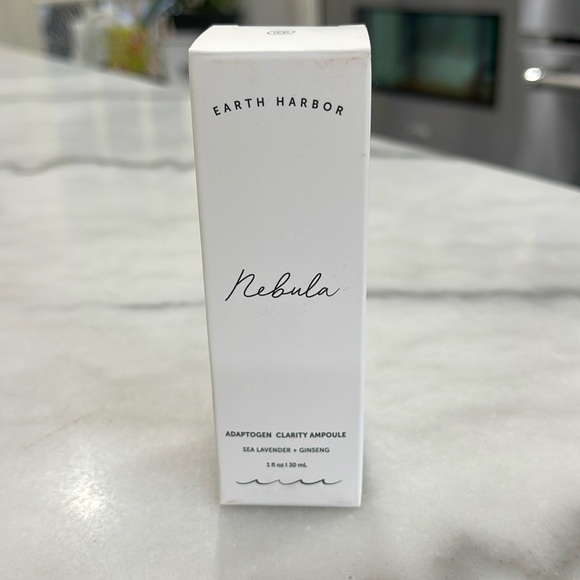 EARTH HARBOR
Nebula
ADAPTOGEN CLARITY AMPOULE
SEA LAVENDER + GINSENG
1 fl oz | 30 mL